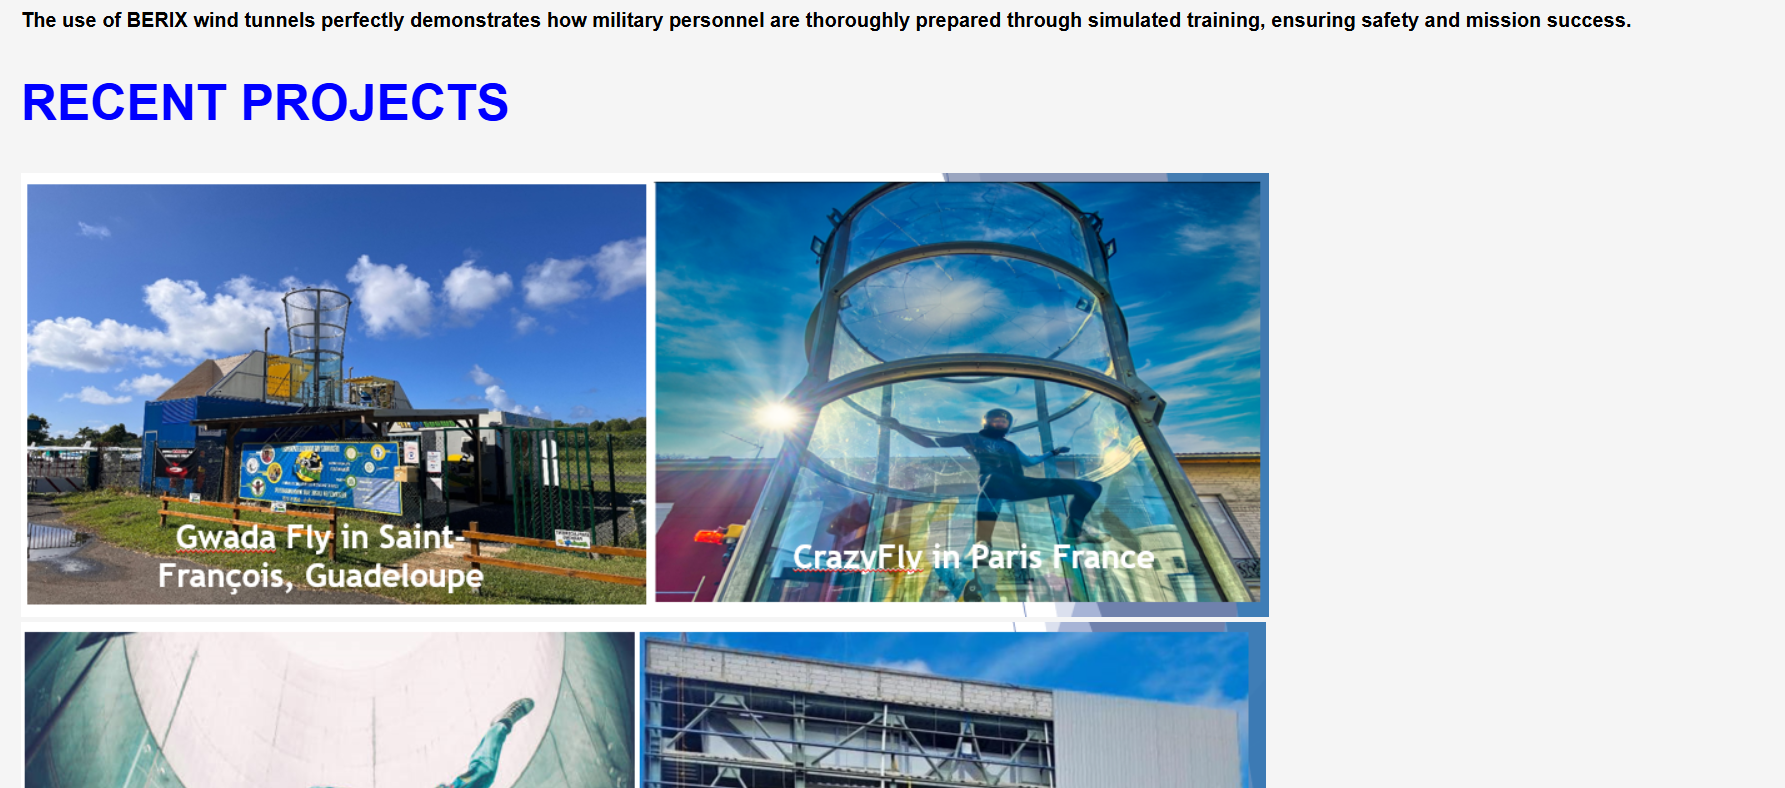 The use of BERIX wind tunnels perfectly demonstrates how military personnel are thoroughly prepared through simulated training, ensuring safety and mission success.
RECENT PROJECTS
Gwada Fly in Saint-
François, Guadeloupe
CrazyFly in Paris France